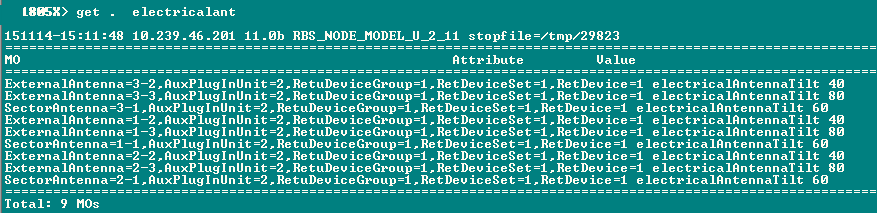 1805X> get .  electricalant
151114-15:11:48 10.239.46.201 11.0b RBS_NODE_MODEL_U_2_11 stopfile=/tmp/29823
=================================================================================================================
MO                                                          Attribute         Value
=================================================================================================================
ExternalAntenna=3-2,AuxPlugInUnit=2,RetuDeviceGroup=1,RetDeviceSet=1,RetDevice=1 electricalAntennaTilt 40
ExternalAntenna=3-3,AuxPlugInUnit=2,RetuDeviceGroup=1,RetDeviceSet=1,RetDevice=1 electricalAntennaTilt 80
SectorAntenna=3-1,AuxPlugInUnit=2,RetuDeviceGroup=1,RetDeviceSet=1,RetDevice=1 electricalAntennaTilt 60
ExternalAntenna=1-2,AuxPlugInUnit=2,RetuDeviceGroup=1,RetDeviceSet=1,RetDevice=1 electricalAntennaTilt 40
ExternalAntenna=1-3,AuxPlugInUnit=2,RetuDeviceGroup=1,RetDeviceSet=1,RetDevice=1 electricalAntennaTilt 80
SectorAntenna=1-1,AuxPlugInUnit=2,RetuDeviceGroup=1,RetDeviceSet=1,RetDevice=1 electricalAntennaTilt 60
ExternalAntenna=2-2,AuxPlugInUnit=2,RetuDeviceGroup=1,RetDeviceSet=1,RetDevice=1 electricalAntennaTilt 40
ExternalAntenna=2-3,AuxPlugInUnit=2,RetuDeviceGroup=1,RetDeviceSet=1,RetDevice=1 electricalAntennaTilt 80
SectorAntenna=2-1,AuxPlugInUnit=2,RetuDeviceGroup=1,RetDeviceSet=1,RetDevice=1 electricalAntennaTilt 60
=================================================================================================================
Total: 9 MOs